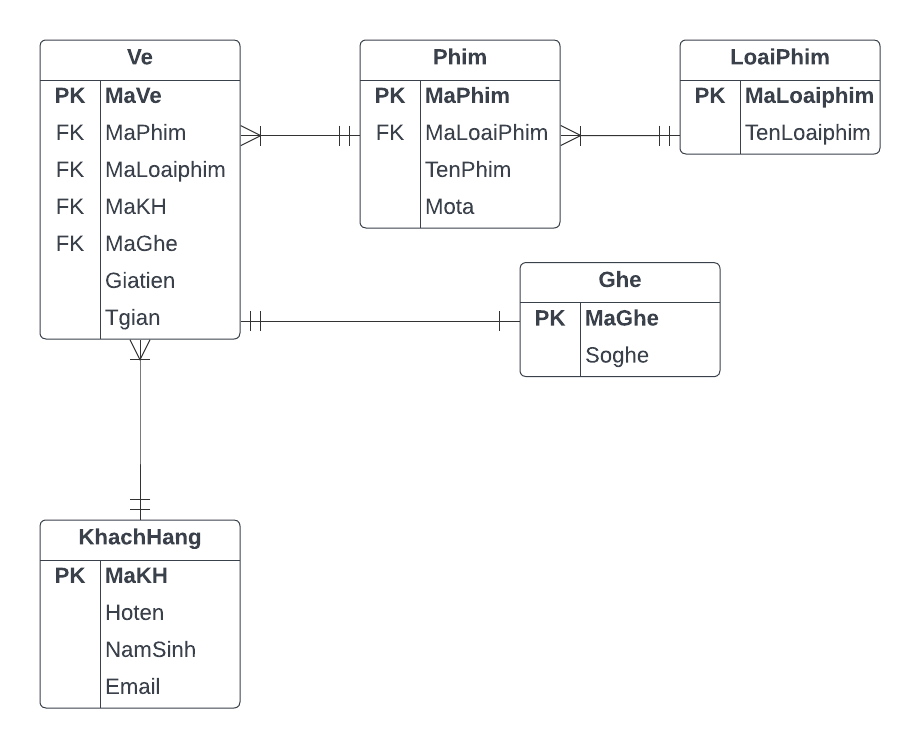 Ve
PK MaVe
FK MaPhim
FK MaLoaiphim
FK MaKH
FK MaGhe
Giatien
Tgian
Phim
PK MaPhim
FK MaLoaiPhim
TenPhim
Mota
LoaiPhim
PK MaLoaiphim
TenLoaiphim
Ghe
PK MaGhe
Soghe
KhachHang
PK MaKH
Hoten
NamSinh
Email